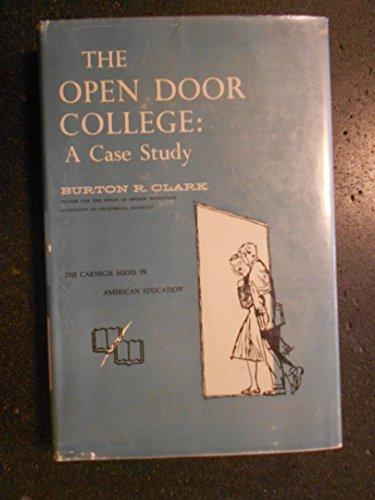 THE
OPEN DOOR
COLLEGE:
A Case Study
BURTON R. CLARK
CENTER FOR THE STUDY OF HIGHER EDUCATION
UNIVERSITY OF CALIFORNIA, BERKELEY
THE CARNEGIE SERIES IN
AMERICAN EDUCATION